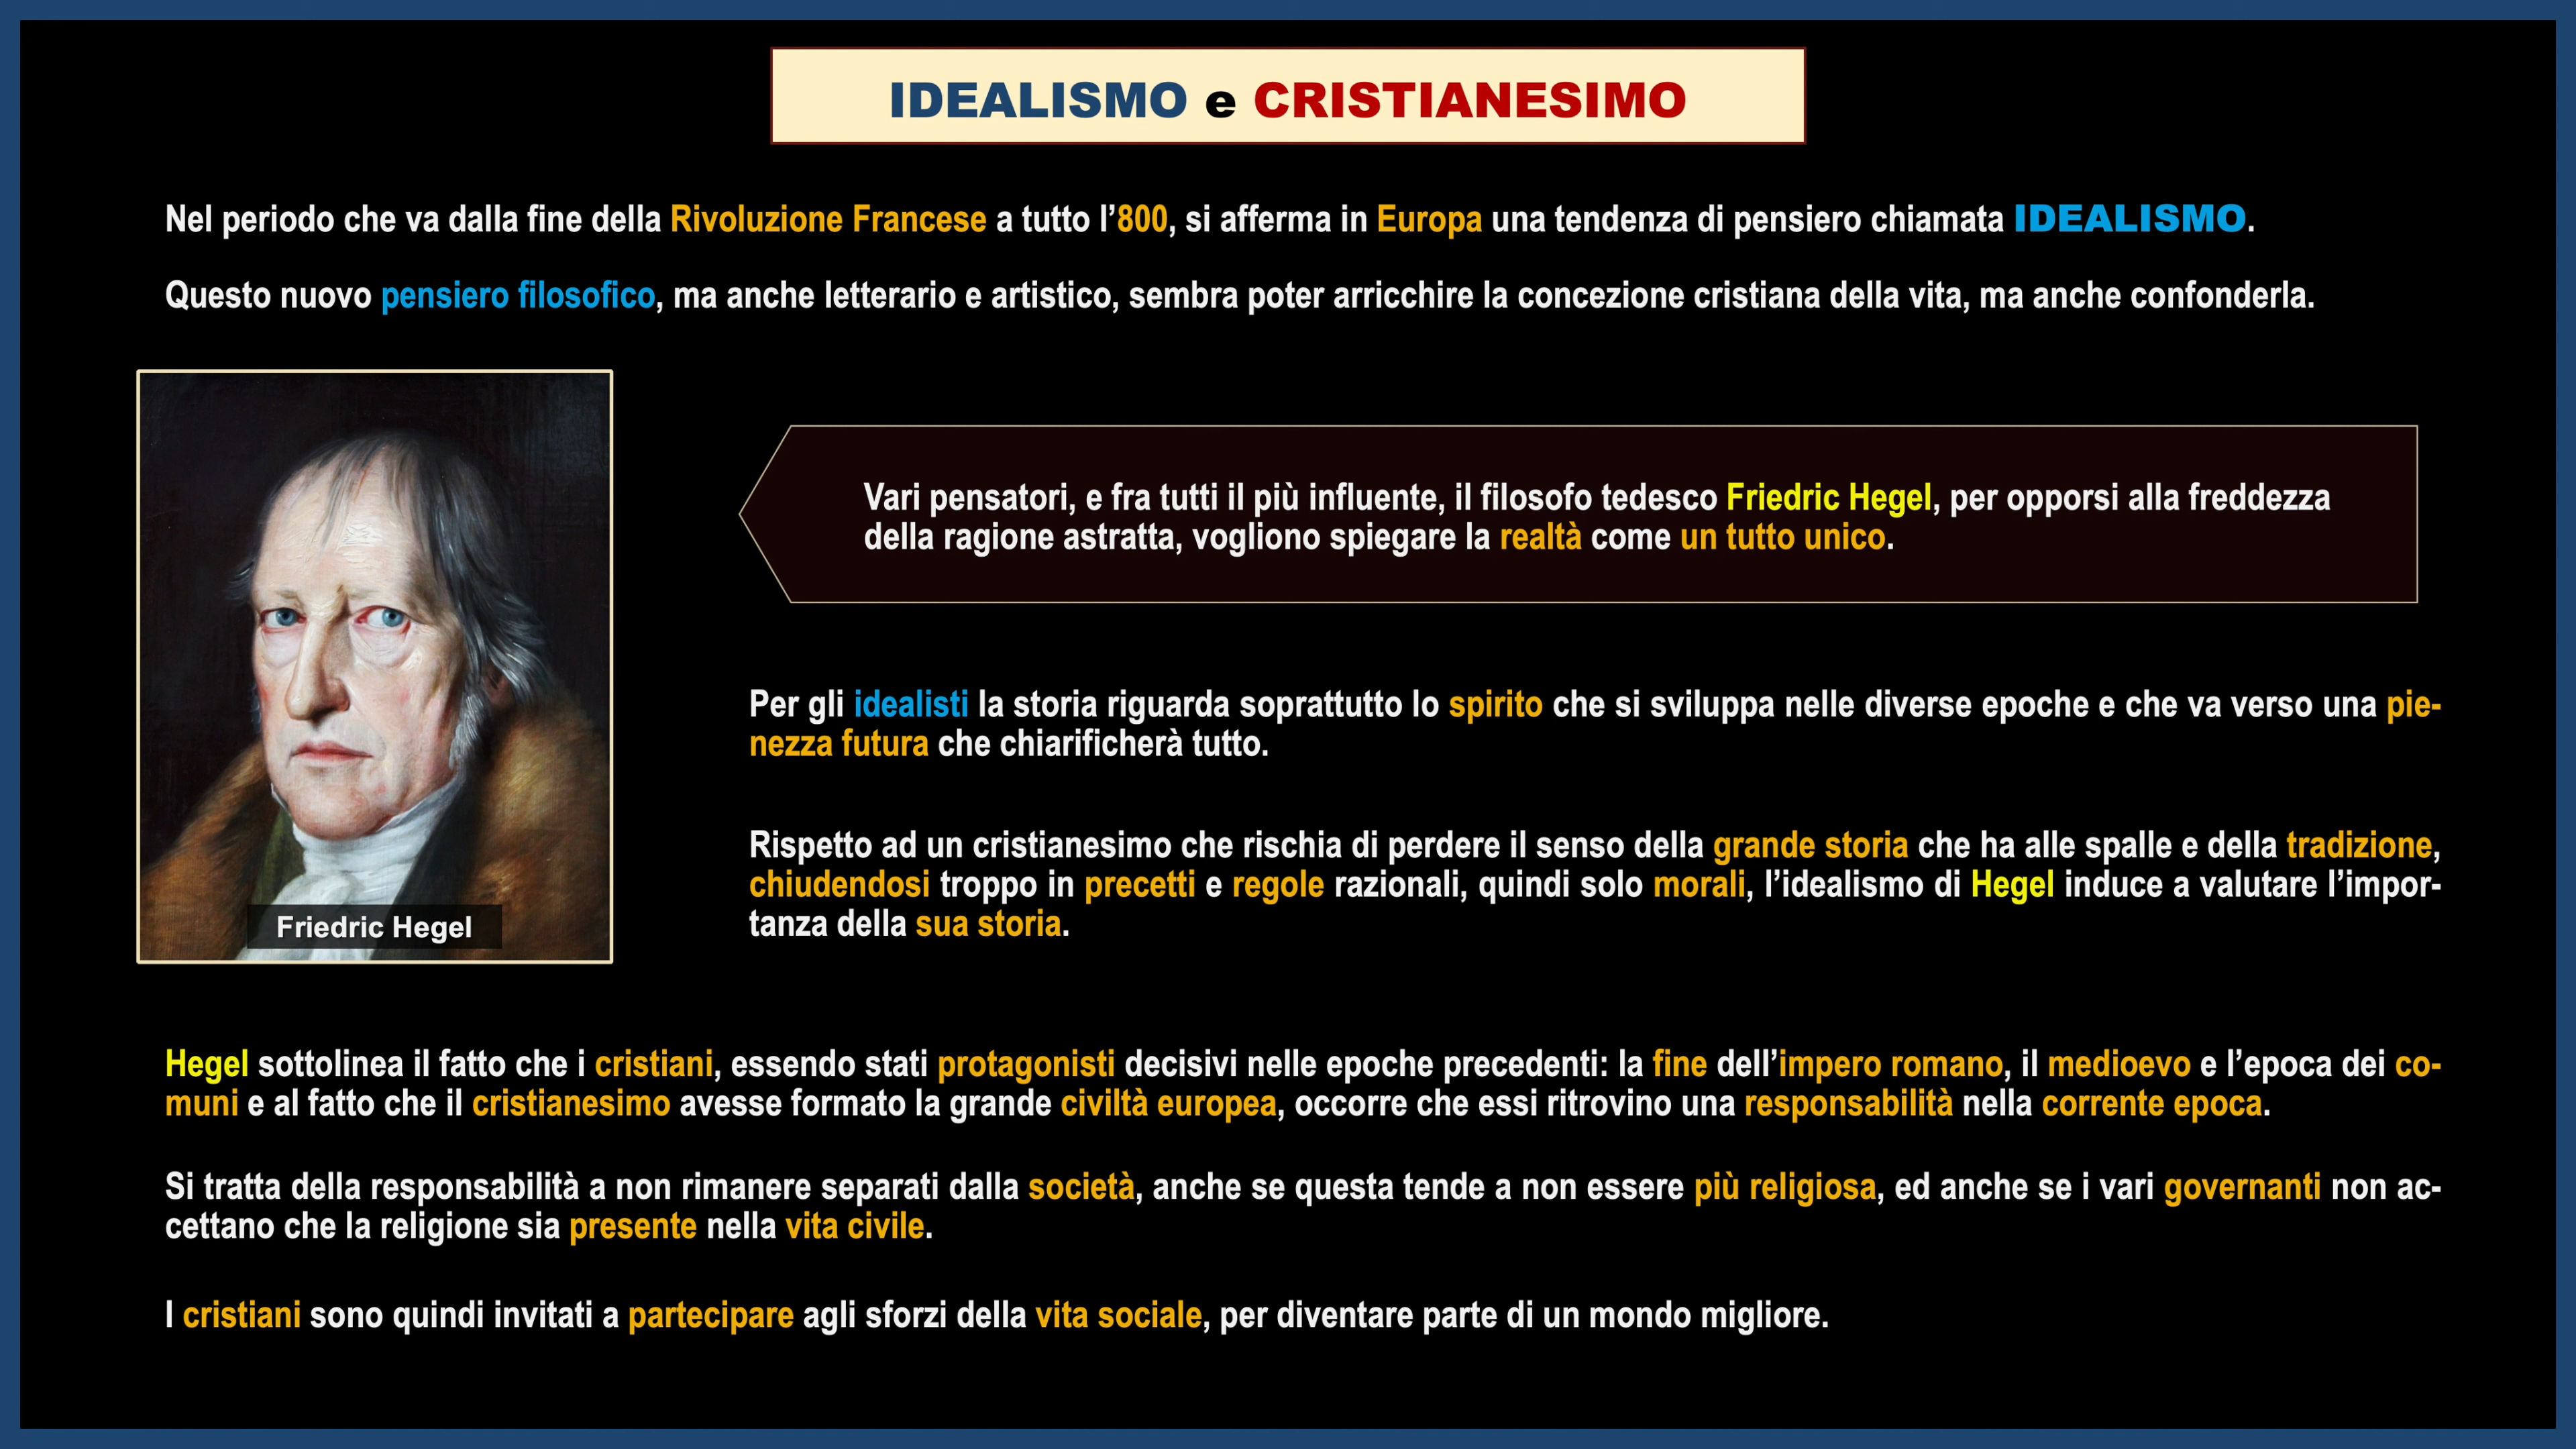 IDEALISMO e CRISTIANESIMO
Nel periodo che va dalla fine della Rivoluzione Francese a tutto l’800, si afferma in Europa una tendenza di pensiero chiamata IDEALISMO.
Questo nuovo pensiero filosofico, ma anche letterario e artistico, sembra poter arricchire la concezione cristiana della vita, ma anche confonderla.
Vari pensatori, e fra tutti il più influente, il filosofo tedesco Friedric Hegel, per opporsi alla freddezza
della ragione astratta, vogliono spiegare la realtà come un tutto unico.
Per gli idealisti la storia riguarda soprattutto lo spirito che si sviluppa nelle diverse epoche e che va verso una pie-
nezza futura che chiarificherà tutto.
Rispetto ad un cristianesimo che rischia di perdere il senso della grande storia che ha alle spalle e della tradizione,
chiudendosi troppo in precetti e regole razionali, quindi solo morali, l’idealismo di Hegel induce a valutare l’impor-
tanza della sua storia.
Friedric Hegel
Hegel sottolinea il fatto che i cristiani, essendo stati protagonisti decisivi nelle epoche precedenti: la fine dell’impero romano, il medioevo e l’epoca dei co-
muni e al fatto che il cristianesimo avesse formato la grande civiltà europea, occorre che essi ritrovino una responsabilità nella corrente epoca.
Si tratta della responsabilità a non rimanere separati dalla società, anche se questa tende a non essere più religiosa, ed anche se i vari governanti non ac-
cettano che la religione sia presente nella vita civile.
I cristiani sono quindi invitati a partecipare agli sforzi della vita sociale, per diventare parte di un mondo migliore.